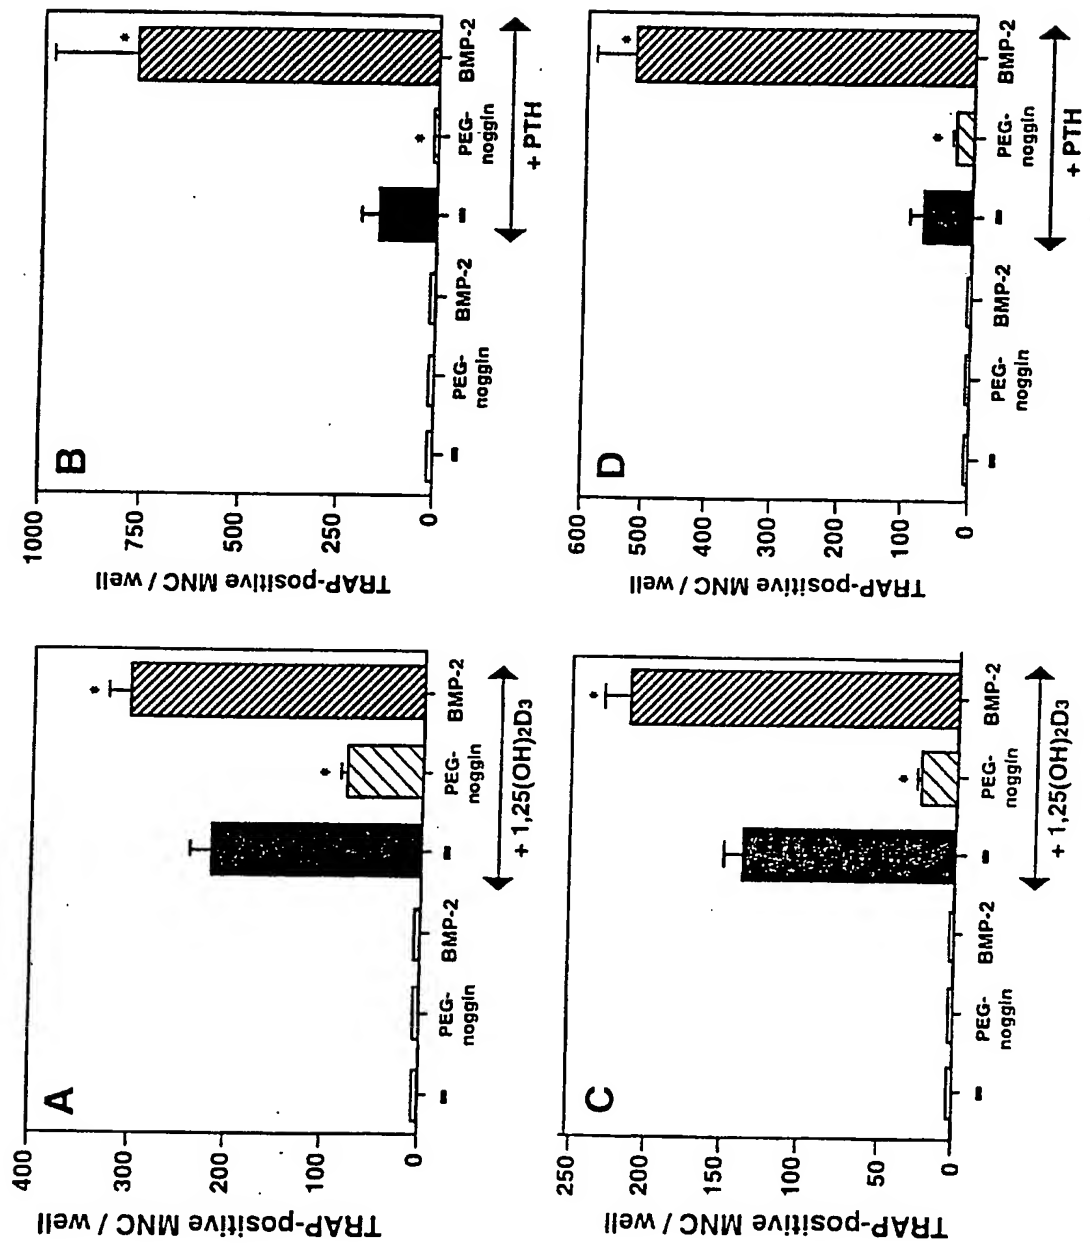 A
TRAP-positive MNC / well
400
300
200
100
0
-
PEG-
noggin
BMP-2
-
PEG-
noggin
BMP-2
*
*
+ 1,25(OH)2D3
B
TRAP-positive MNC / well
1000
750
500
250
0
-
PEG-
noggin
BMP-2
-
PEG-
noggin
BMP-2
*
*
+ PTH
C
TRAP-positive MNC / well
250
200
150
100
50
0
-
PEG-
noggin
BMP-2
-
PEG-
noggin
BMP-2
*
*
+ 1,25(OH)2D3
D
TRAP-positive MNC / well
600
500
400
300
200
100
0
-
PEG-
noggin
BMP-2
-
PEG-
noggin
BMP-2
*
*
+ PTH